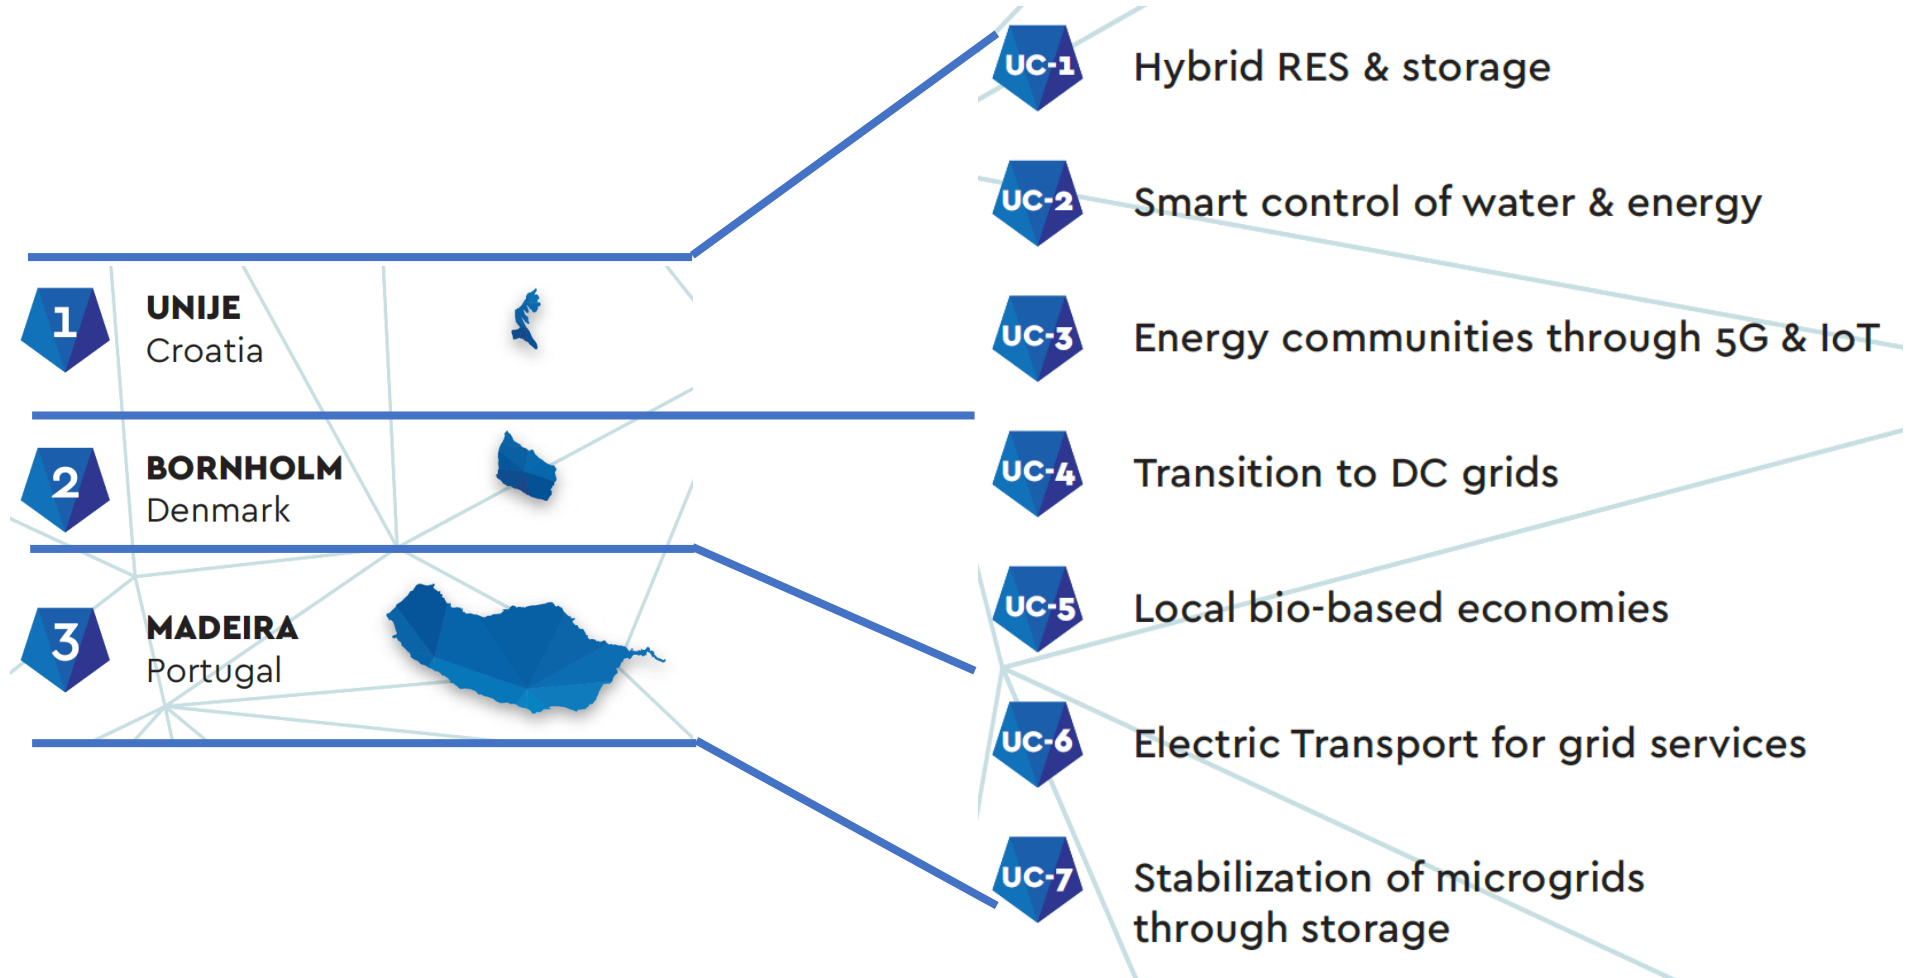 1
UNIJE
Croatia
2
BORNHOLM
Denmark
3
MADEIRA
Portugal
UC-1
Hybrid RES & storage
UC-2
Smart control of water & energy
UC-3
Energy communities through 5G & IoT
UC-4
Transition to DC grids
UC-5
Local bio-based economies
UC-6
Electric Transport for grid services
UC-7
Stabilization of microgrids
through storage